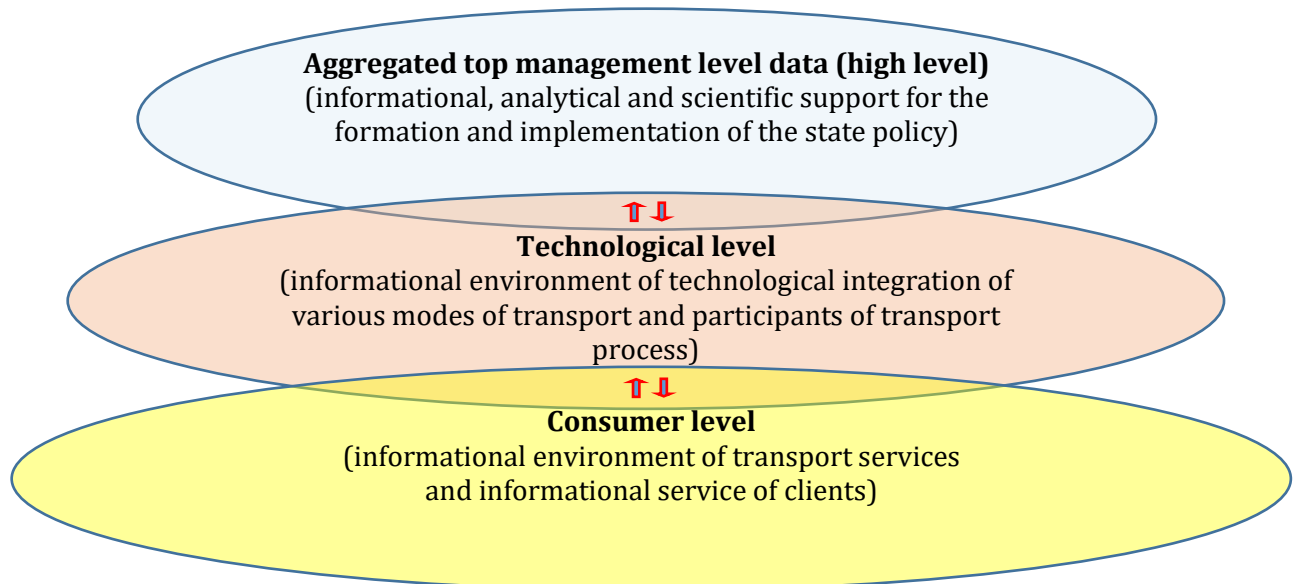 Aggregated top management level data (high level)
(informational, analytical and scientific support for the
formation and implementation of the state policy)
Technological level
(informational environment of technological integration of
various modes of transport and participants of transport
process)
Consumer level
(informational environment of transport services
and informational service of clients)